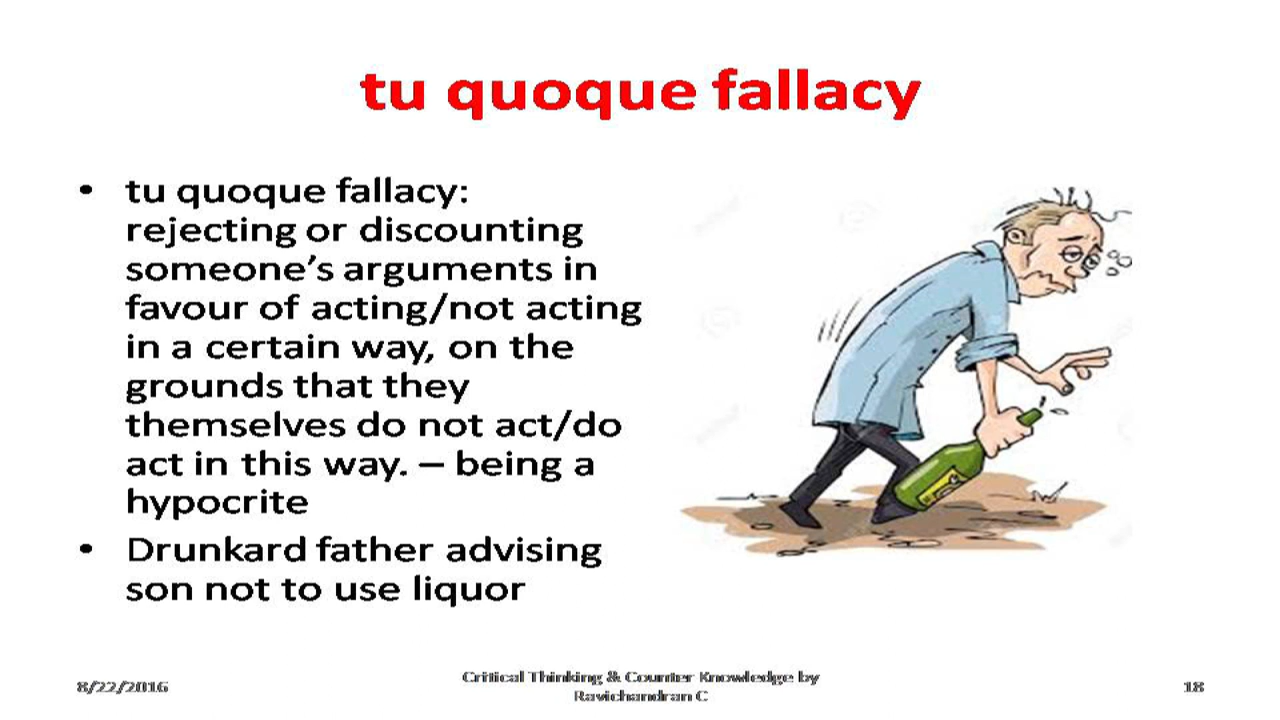 tu quoque fallacy
• tu quoque fallacy:
rejecting or discounting
someone’s arguments in
favour of acting/not acting
in a certain way, on the
grounds that they
themselves do not act/do
act in this way. – being a
hypocrite
• Drunkard father advising
son not to use liquor
8/22/2016
Critical Thinking & Counter Knowledge by
Ravichandran C
18